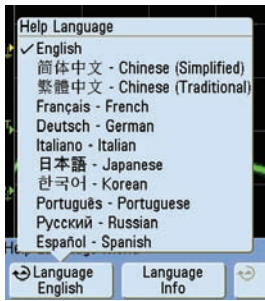 Help Language
✓ English
简体中文 - Chinese (Simplified)
繁體中文 - Chinese (Traditional)
Français - French
Deutsch - German
Italiano - Italian
日本語 - Japanese
한국어 - Korean
Português - Portuguese
Русский - Russian
Español - Spanish
Language
English
Language
Info